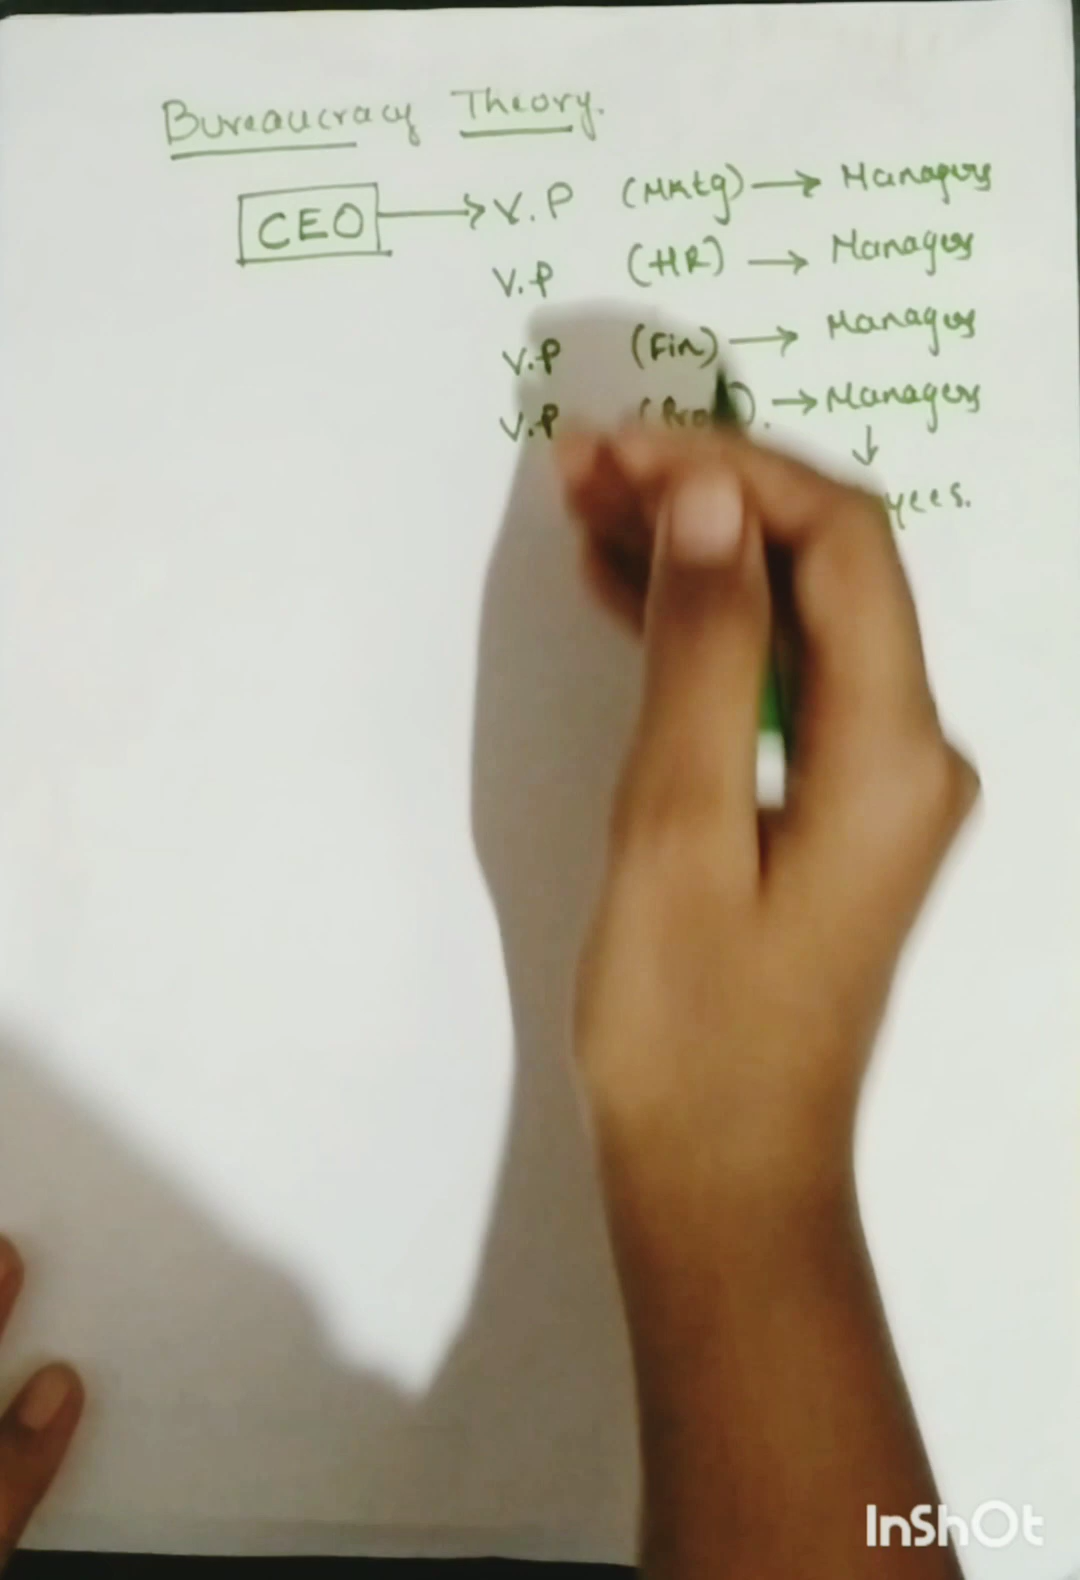 Bureaucracy Theory.
CEO → V.P (Mktg) → Managers
V.P (HR) → Managers
V.P (Fin) → Managers
V.P → Managers
↓
InShOt